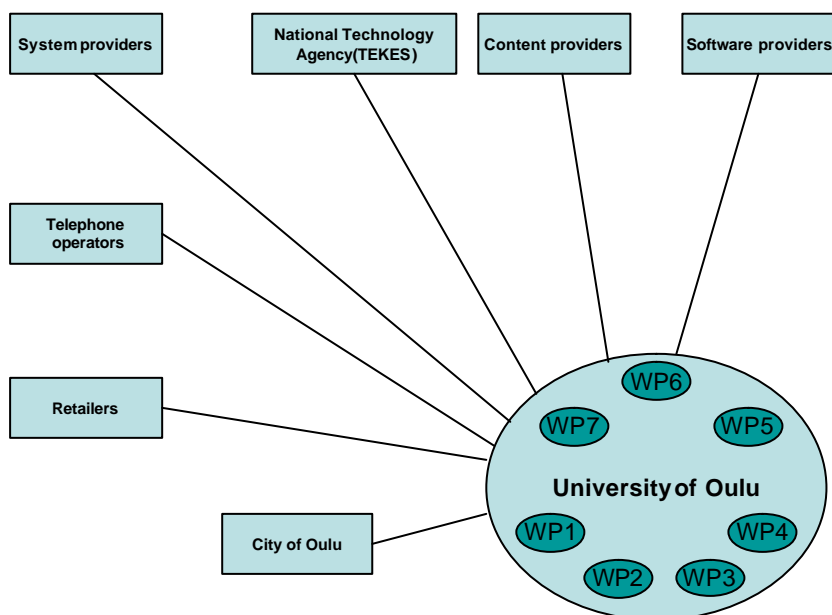 System providers
National Technology
Agency(TEKES)
Content providers
Software providers
Telephone
operators
Retailers
City of Oulu
WP6
WP7
WP5
University of Oulu
WP1
WP4
WP2
WP3